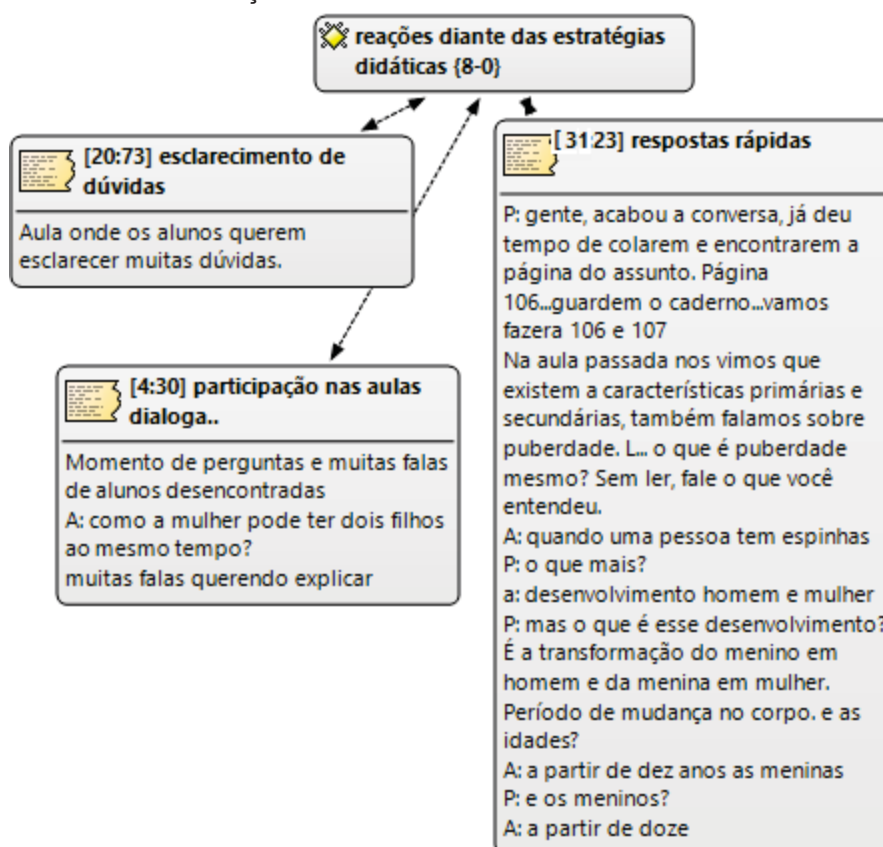 reações diante das estratégias
didáticas {8-0}
[20:73] esclarecimento de
dúvidas
Aula onde os alunos querem
esclarecer muitas dúvidas.
[4:30] participação nas aulas
dialoga..
Momento de perguntas e muitas falas
de alunos desencontradas
A: como a mulher pode ter dois filhos
ao mesmo tempo?
muitas falas querendo explicar
[31:23] respostas rápidas
P: gente, acabou a conversa, já deu
tempo de colarem e encontrarem a
página do assunto. Página
106...guardem o caderno...vamos
fazera 106 e 107
Na aula passada nos vimos que
existem a características primárias e
secundárias, também falamos sobre
puberdade. L... o que é puberdade
mesmo? Sem ler, fale o que você
entendeu.
A: quando uma pessoa tem espinhas
P: o que mais?
a: desenvolvimento homem e mulher
P: mas o que é esse desenvolvimento?
É a transformação do menino em
homem e da menina em mulher.
Período de mudança no corpo. e as
idades?
A: a partir de dez anos as meninas
P: e os meninos?
A: a partir de doze